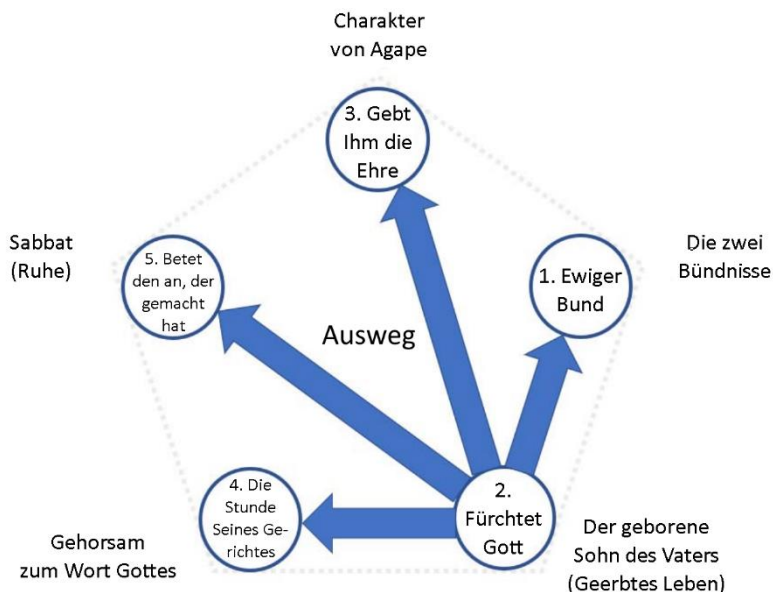 Charakter
von Agape
3. Gebt
Ihm die
Ehre
Sabbat
(Ruhe)
5. Betet
den an, der
gemacht
hat
Die zwei
Bündnisse
1. Ewiger
Bund
Ausweg
4. Die
Stunde
Seines Ge-
richtes
2.
Fürchtet
Gott
Gehorsam
zum Wort Gottes
Der geborene
Sohn des Vaters
(Geerbtes Leben)